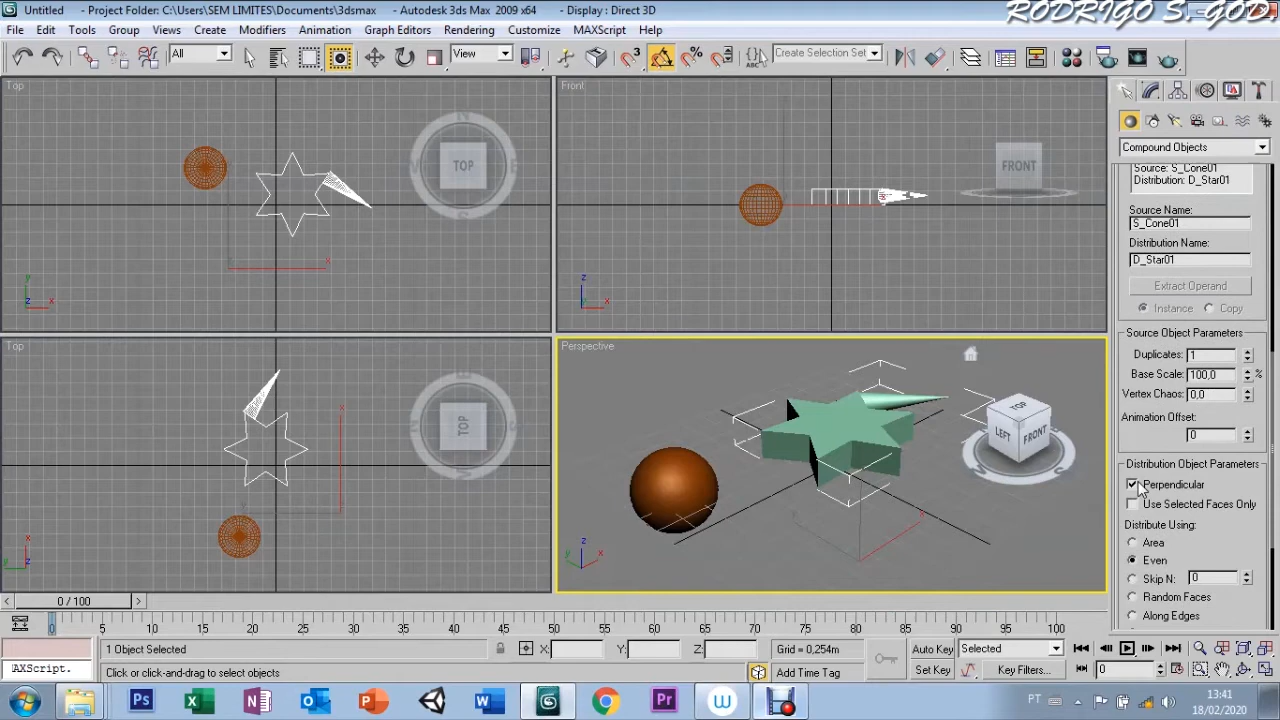 Untitled - Project Folder: C:\Users\SEM LIMITES\Documents\3dsmax - Autodesk 3ds Max 2009 x64 - Display : Direct 3D
RODRIGO S. GOD
File Edit Tools Group Views Create Modifiers Animation Graph Editors Rendering Customize MAXScript Help
All
View
3
%
ABC
Create Selection Set
Top
TOP
Front
FRONT
Compound Objects
Source: S_Cone01
Distribution: D_Star01
Source Name:
S_Cone01
Distribution Name:
D_Star01
Extract Operand
Instance Copy
Source Object Parameters
Duplicates: 1
Base Scale: 100,0 %
Vertex Chaos: 0,0
Animation Offset:
0
Distribution Object Parameters
Perpendicular
Use Selected Faces Only
Distribute Using:
Area
Even
Skip N: 0
Random Faces
Along Edges
Top
TOP
Perspective
TOP
LEFT FRONT
0 / 100
0 5 10 15 20 25 30 35 40 45 50 55 60 65 70 75 80 85 90 95 100
1 Object Selected
X: Y: Z:
Grid = 0,254m
Auto Key Selected
AXScript.
Click or click-and-drag to select objects
Add Time Tag
Set Key Key Filters...
0
PT
13:41
18/02/2020